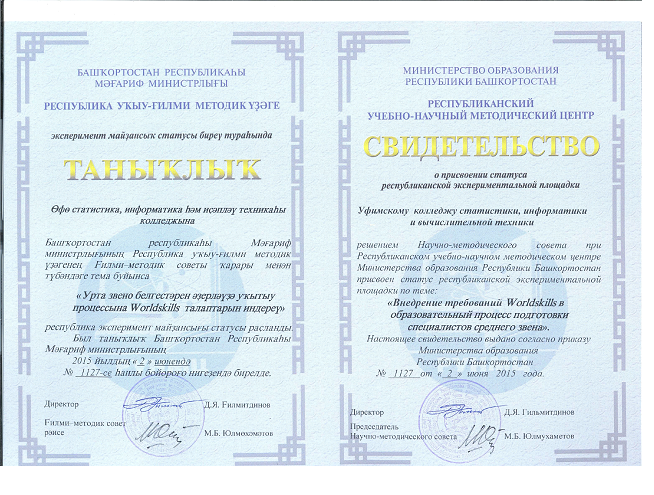 БАШҠОРТОСТАН РЕСПУБЛИКАҺЫ
МӘҒАРИФ МИНИСТРЛЫҒЫ
РЕСПУБЛИКА УҠЫУ-ҒИЛМИ МЕТОДИК ҮҘӘГЕ
эксперимент майҙансыҡ статусы биреү тураһында
ТАНЫҠЛЫҠ
Өфө статистика, информатика һәм иҫәпләү техникаһы
колледжына
Башҡортостан республикаһы Мәғариф
министрлығының Республика уҡыу-ғилми методик
үҙәгенең Ғилми-методик советы ҡарары менән
түбәндәге тема буйынса
«Урта звено белгестәрен әҙерләүҙә уҡытыу
процессына Worldskills талаптарын индереү»
республика эксперимент майҙансығы статусы расланды.
Был танытҡлыҡ Башҡортостан Республикаһы
Мәғариф министрлығының
2015 йылдың « 2 » июнендә
№ 1127-се һанлы бойороғо нигеҙендә бирелде.
Директор Д.Я. Ғилмитдинов
Ғилми-методик совет
рәисе М.Б. Юлмөхәмәтов
МИНИСТЕРСТВО ОБРАЗОВАНИЯ
РЕСПУБЛИКИ БАШКОРТОСТАН
РЕСПУБЛИКАНСКИЙ
УЧЕБНО-НАУЧНЫЙ МЕТОДИЧЕСКИЙ ЦЕНТР
СВИДЕТЕЛЬСТВО
о присвоении статуса
республиканской экспериментальной площадки
Уфимскому колледжу статистики, информатики
и вычислительной техники
решением Научно-методического совета при
Республиканском учебно-научном методическом центре
Министерства образования Республики Башкортостан
присвоен статус республиканской экспериментальной
площадки по теме:
«Внедрение требований Worldskills в
образовательный процесс подготовки
специалистов среднего звена».
Настоящее свидетельство выдано согласно приказу
Министерства образования
Республики Башкортостан
№ 1127 от « 2 » июня 2015 года.
Директор Д.Я. Гильмитдинов
Председатель
Научно-методического совета М.Б. Юлмухаметов